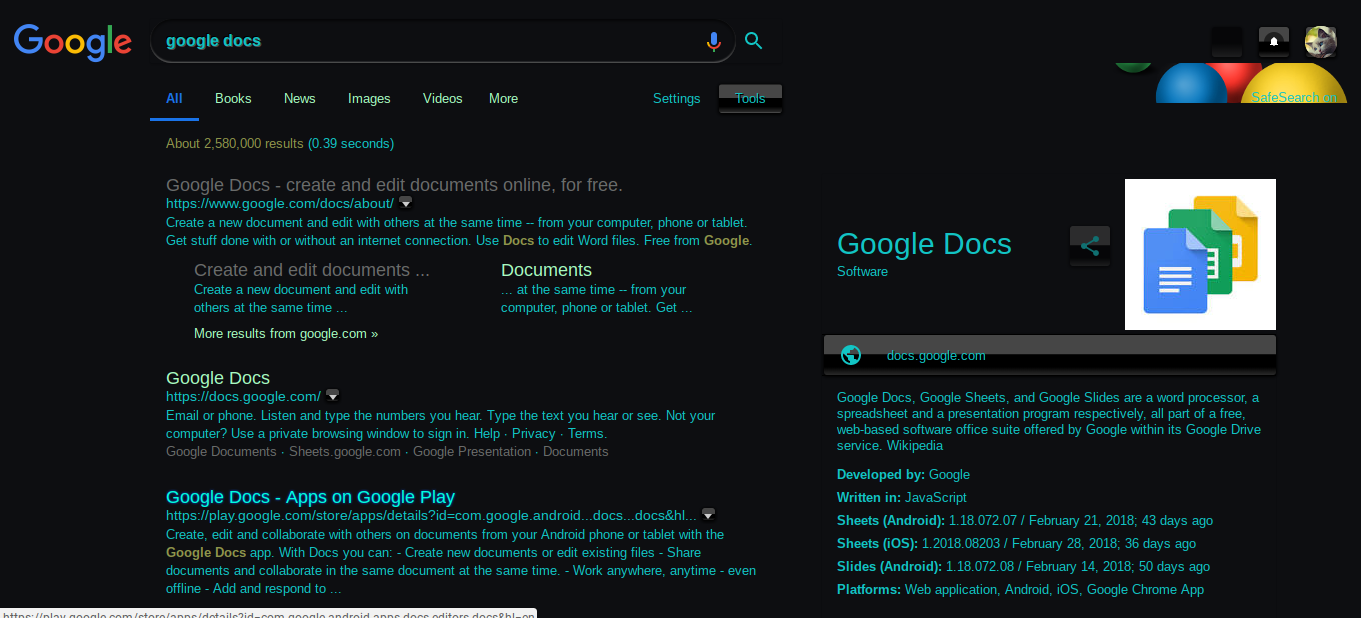 Google
google docs
All Books News Images Videos More Settings Tools
SafeSearch on
About 2,580,000 results (0.39 seconds)
Google Docs - create and edit documents online, for free.
https://www.google.com/docs/about/
Create a new document and edit with others at the same time -- from your computer, phone or tablet.
Get stuff done with or without an internet connection. Use Docs to edit Word files. Free from Google.
Create and edit documents ...
Create a new document and edit with
others at the same time ...
Documents
... at the same time -- from your
computer, phone or tablet. Get ...
More results from google.com »
Google Docs
https://docs.google.com/
Email or phone. Listen and type the numbers you hear. Type the text you hear or see. Not your
computer? Use a private browsing window to sign in. Help · Privacy · Terms.
Google Documents · Sheets.google.com · Google Presentation · Documents
Google Docs - Apps on Google Play
https://play.google.com/store/apps/details?id=com.google.android...docs...docs&hl...
Create, edit and collaborate with others on documents from your Android phone or tablet with the
Google Docs app. With Docs you can: - Create new documents or edit existing files - Share
documents and collaborate in the same document at the same time. - Work anywhere, anytime - even
offline - Add and respond to ...
https://play.google.com/store/apps/details?id=com.google.android.apps.docs.editors.docs&hl=en
Google Docs
Software
docs.google.com
Google Docs, Google Sheets, and Google Slides are a word processor, a
spreadsheet and a presentation program respectively, all part of a free,
web-based software office suite offered by Google within its Google Drive
service. Wikipedia
Developed by: Google
Written in: JavaScript
Sheets (Android): 1.18.072.07 / February 21, 2018; 43 days ago
Sheets (iOS): 1.2018.08203 / February 28, 2018; 36 days ago
Slides (Android): 1.18.072.08 / February 14, 2018; 50 days ago
Platforms: Web application, Android, iOS, Google Chrome App